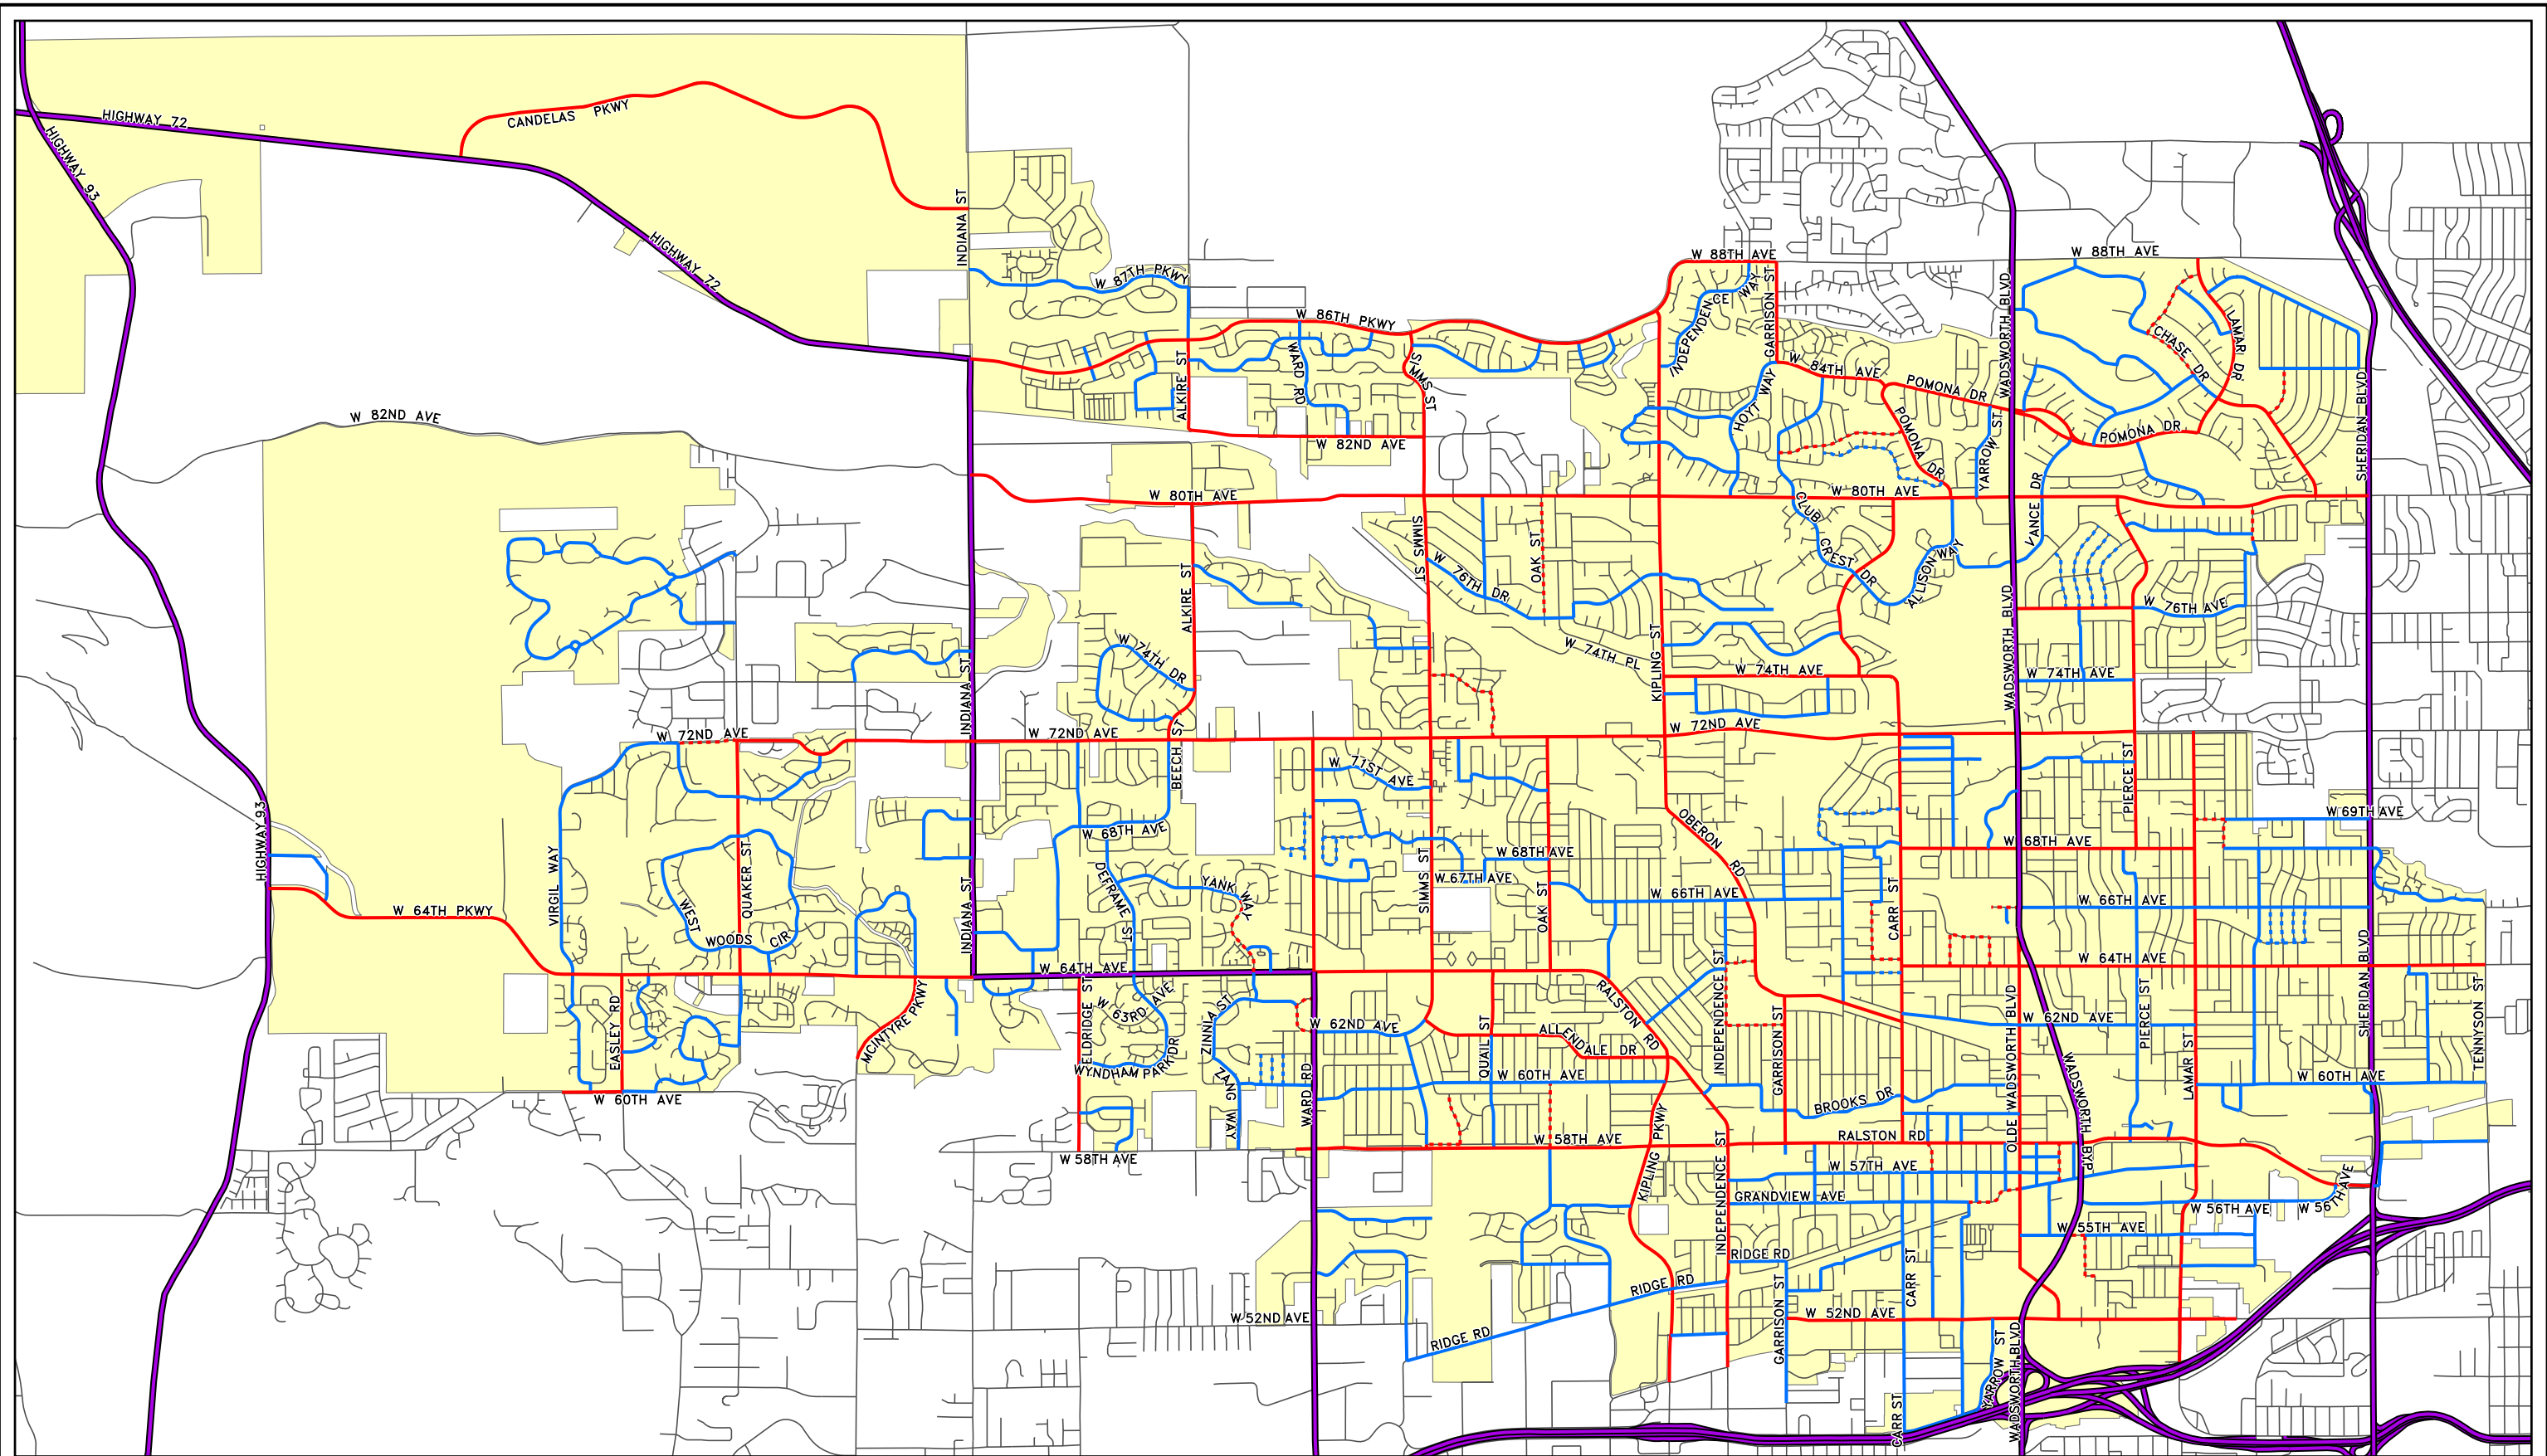 HIGHWAY 72
CANDELAS PKWY
HIGHWAY 93
INDIANA ST
HIGHWAY 72
W 87TH PKWY
W 88TH AVE
W 88TH AVE
W 86TH PKWY
INDEPENDENCE WAY
GARRISON ST
WADSWORTH BLVD
LAMAR DR
CHASE DR
ALKIRE ST
WARD RD
SIMMS ST
W 84TH AVE
POMONA DR
HOYT WAY
POMONA DR
YARROW ST
POMONA DR
SHERIDAN BLVD
W 82ND AVE
W 82ND AVE
W 80TH AVE
W 80TH AVE
VANCE DR
CLUB CREST DR
SIMMS ST
OAK ST
W 76TH DR
ALLISON WAY
ALKIRE ST
W 76TH AVE
WADSWORTH BLVD
W 74TH DR
W 74TH PL
KIPLING ST
W 74TH AVE
W 74TH AVE
INDIANA ST
W 72ND AVE
W 72ND AVE
BEECH ST
W 72ND AVE
W 71ST AVE
PIERCE ST
HIGHWAY 93
W 69TH AVE
W 68TH AVE
OBERON RD
W 68TH AVE
W 68TH AVE
VIRGIL WAY
QUAKER ST
DEFRAME ST
YANK WAY
SIMMS ST
W 67TH AVE
OAK ST
W 66TH AVE
CARR ST
W 66TH AVE
W 64TH PKWY
WEST WOODS CIR
INDIANA ST
W 64TH AVE
W 64TH AVE
SHERIDAN BLVD
EASLEY RD
MCINTYRE PKWY
ELDRIDGE ST
W 63RD AVE
ZINNIA ST
RALSTON RD
INDEPENDENCE ST
GARRISON ST
OLDE WADSWORTH BLVD
W 62ND AVE
PIERCE ST
LAMAR ST
TENNYSON ST
W 62ND AVE
QUAIL ST
ALLENDALE DR
WYNDHAM PARK DR
ZANG WAY
WARD RD
W 60TH AVE
W 60TH AVE
W 60TH AVE
BROOKS DR
WADSWORTH BYP
KIPLING PKWY
W 58TH AVE
W 58TH AVE
RALSTON RD
W 57TH AVE
KIPLING
INDEPENDENCE ST
GRANDVIEW AVE
W 56TH AVE
W 56TH AVE
W 55TH AVE
RIDGE RD
RIDGE RD
GARRISON ST
CARR ST
W 52ND AVE
W 52ND AVE
RIDGE RD
YARROW ST
YARROW
WADSWORTH BLVD
CARR ST